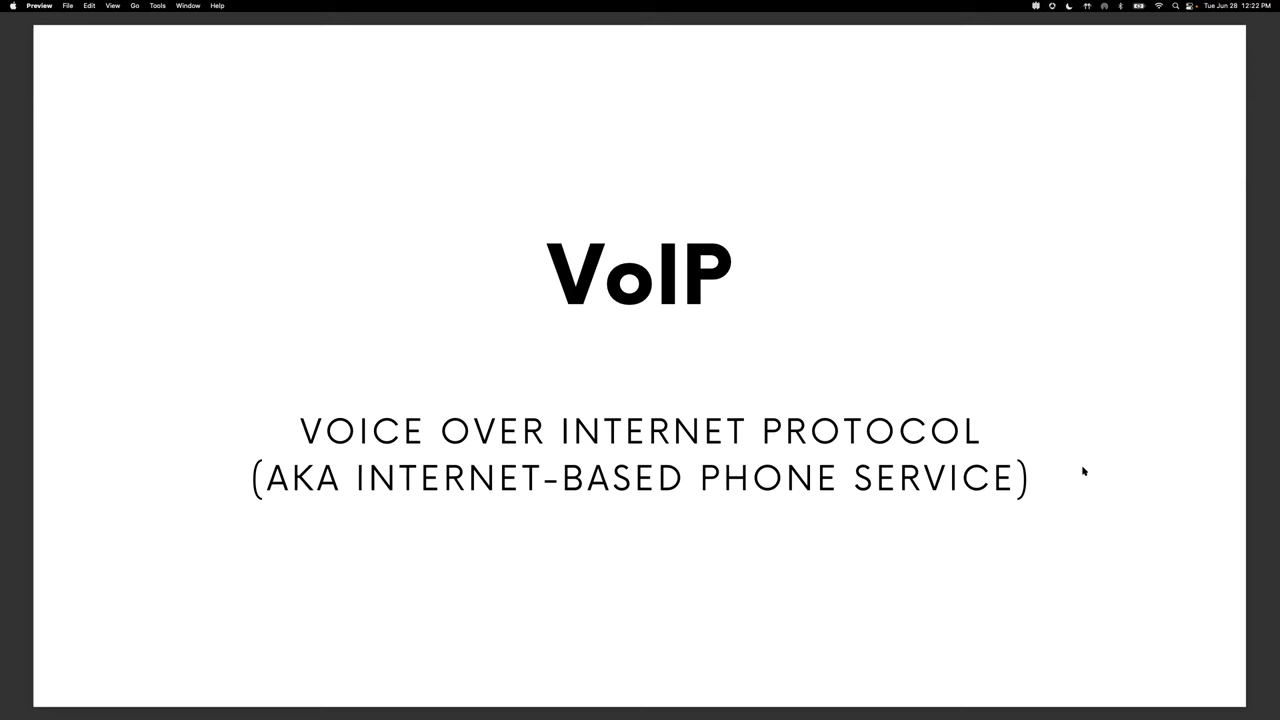 Preview File Edit View Go Tools Window Help Tue Jun 28 12:22 PM
VoIP
VOICE OVER INTERNET PROTOCOL
(AKA INTERNET-BASED PHONE SERVICE)